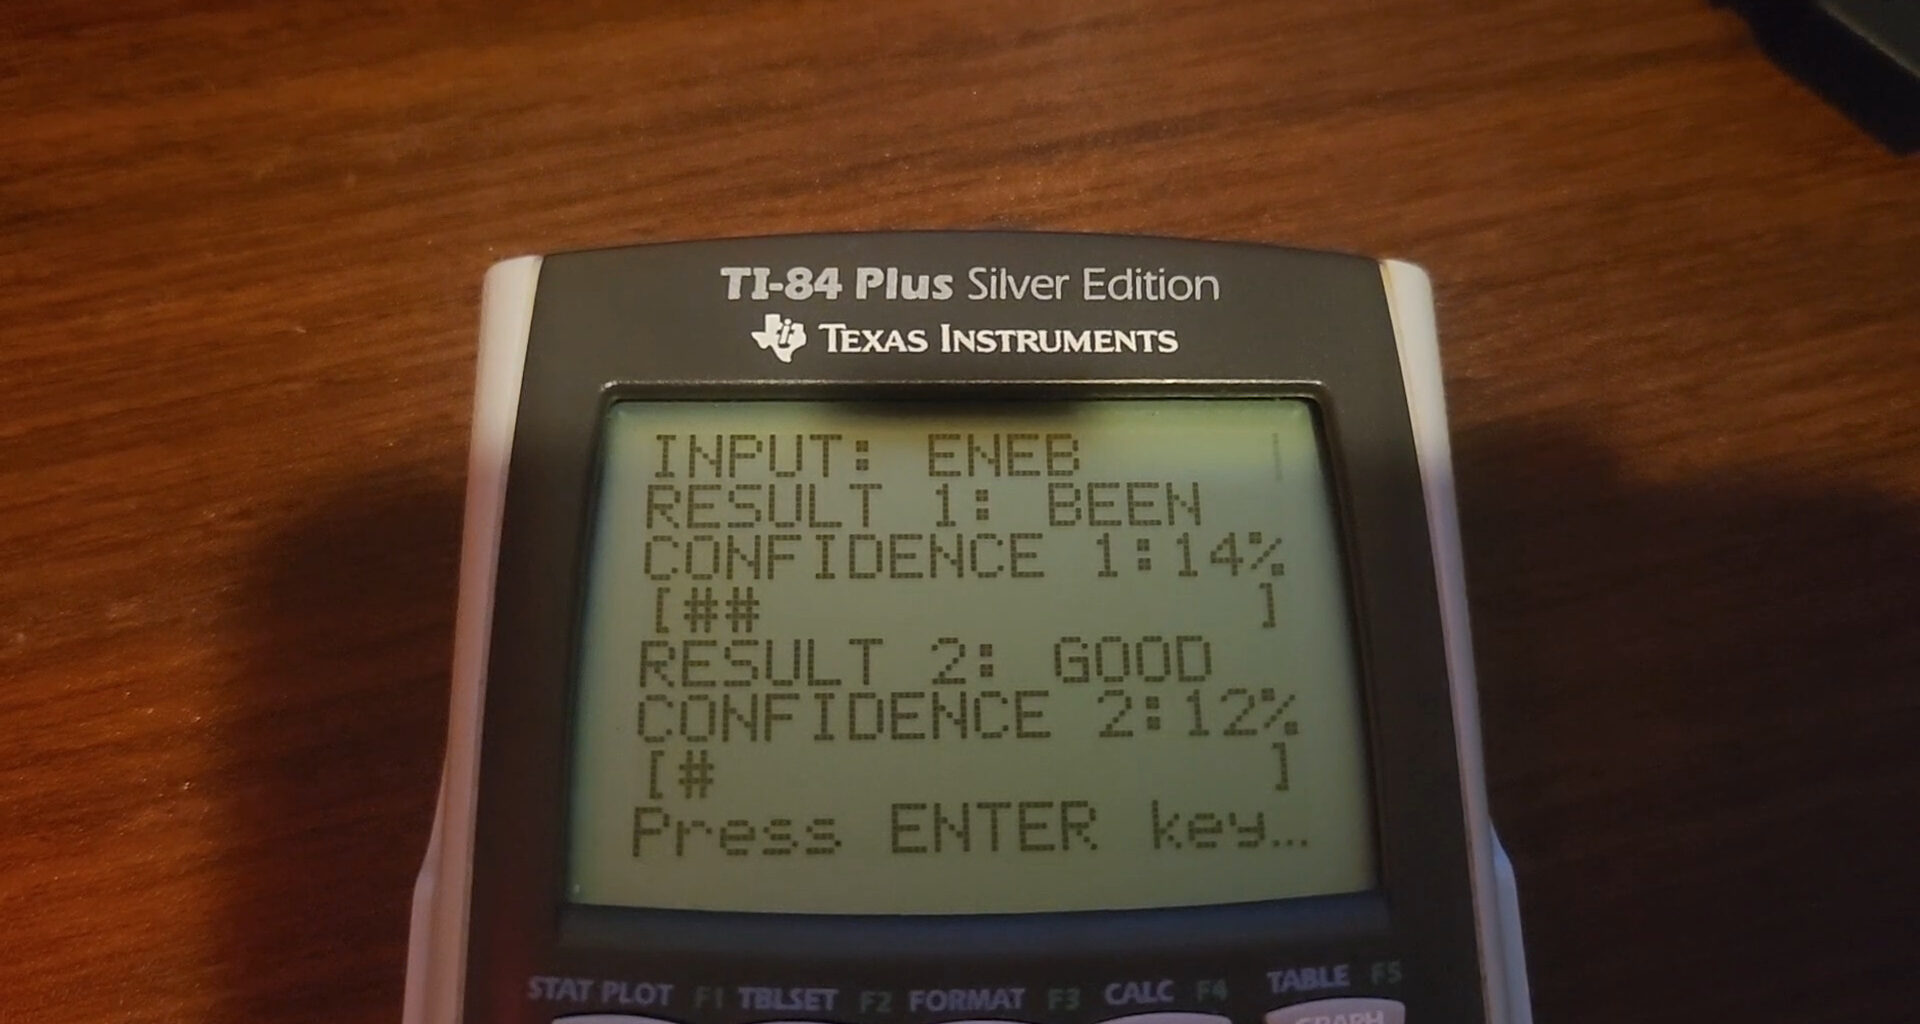 TI-84 Plus Silver Edition
TEXAS INSTRUMENTS
INPUT: ENEB
RESULT 1: BEEN
CONFIDENCE 1:14%
[## ]
RESULT 2: GOOD
CONFIDENCE 2:12%
[# ]
Press ENTER key...
STAT PLOT F1 TBLSET F2 FORMAT F3 CALC F4 TABLE F5
GRAPH